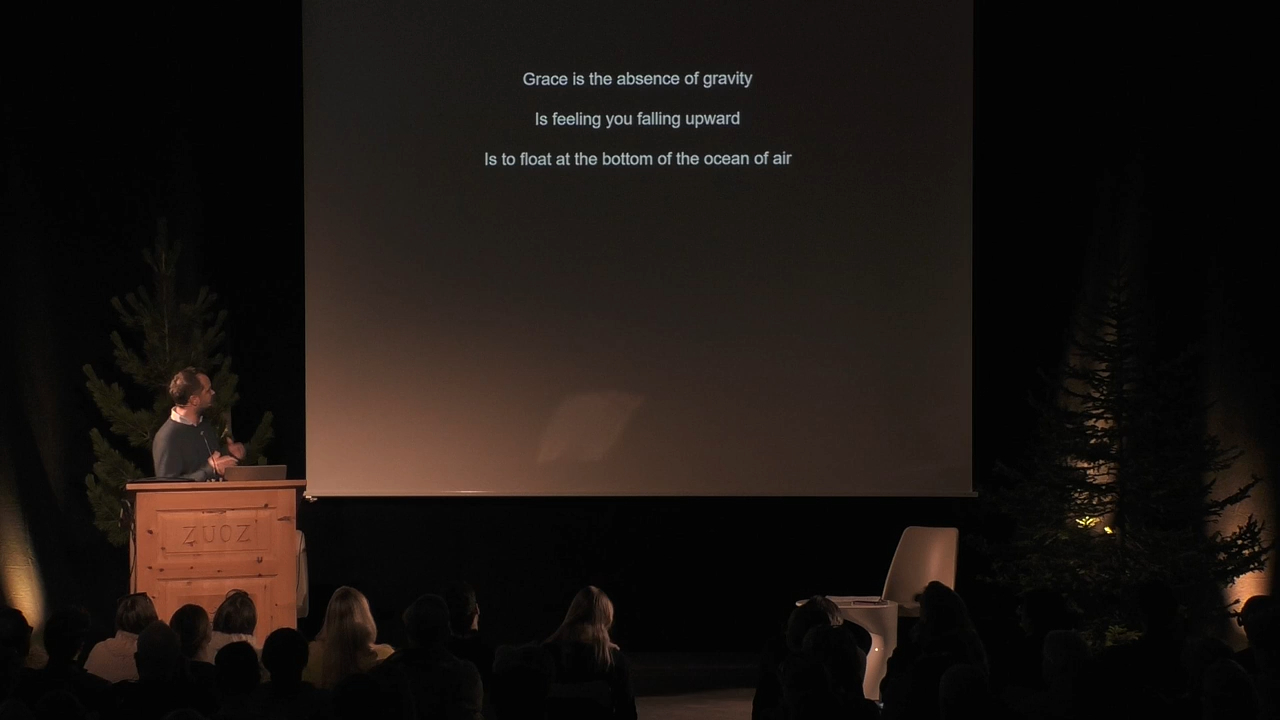 Grace is the absence of gravity
Is feeling you falling upward
Is to float at the bottom of the ocean of air
ZUOZ